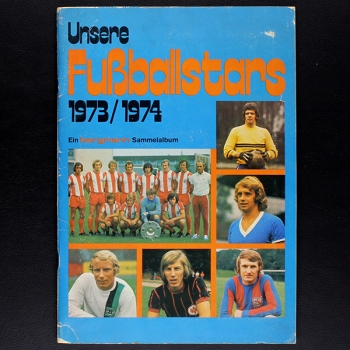 Unsere
Fußballstars
1973/1974
Ein Sammelalbum